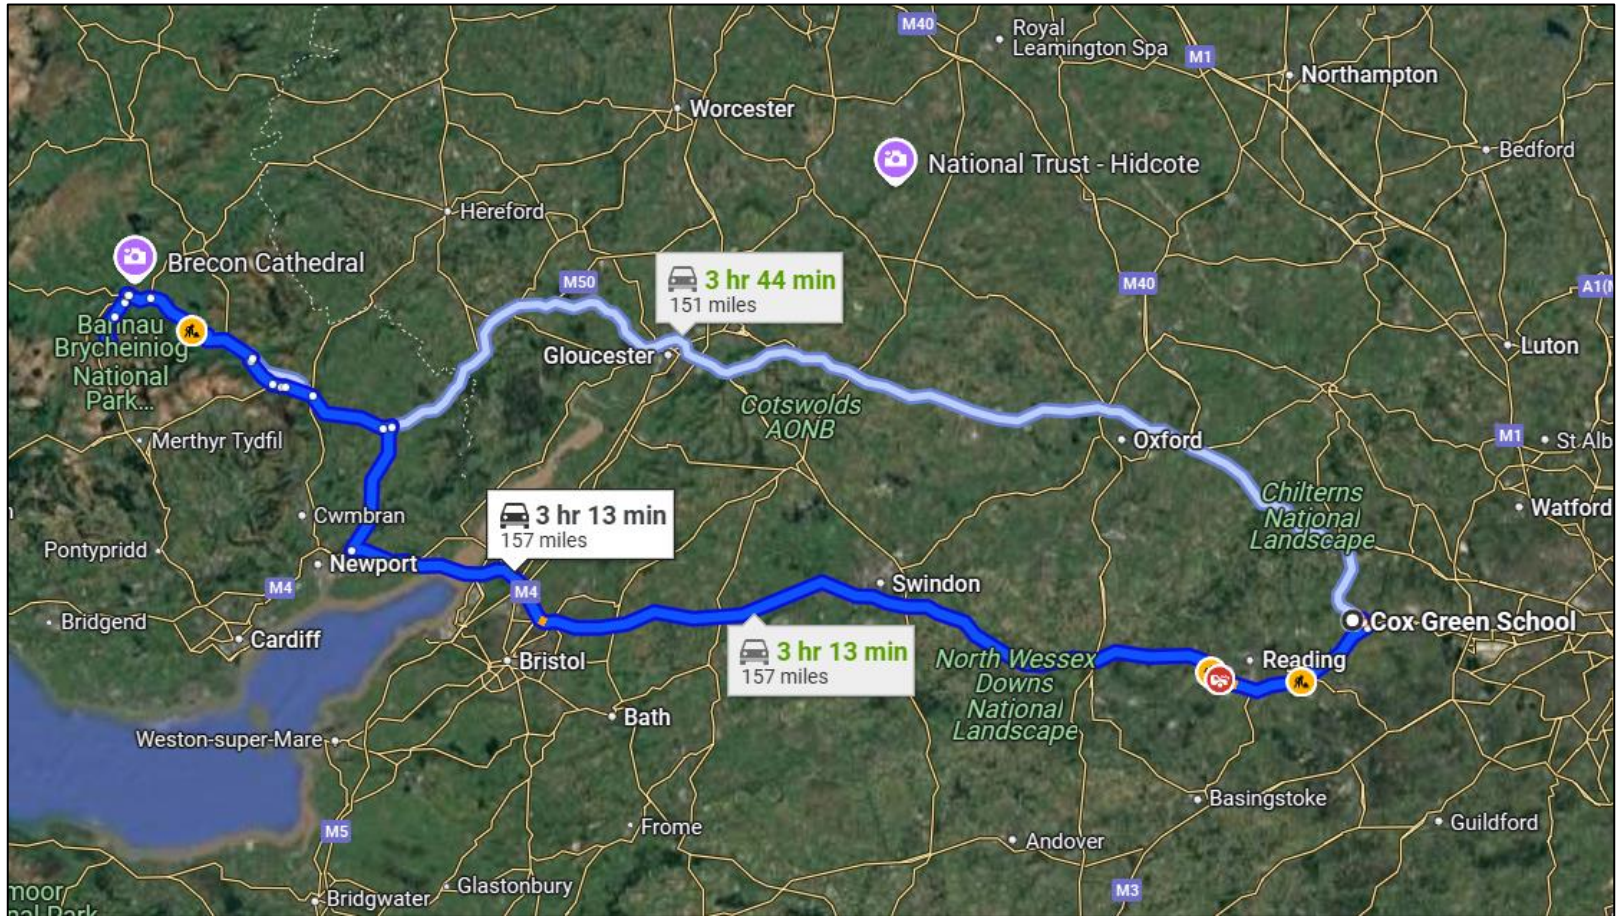 M40
Royal
Leamington Spa
M1
Northampton
Worcester
Bedford
National Trust - Hidcote
Hereford
Brecon Cathedral
M50
3 hr 44 min
151 miles
M40
Bannau
Brycheiniog
National
Park...
Gloucester
Luton
Cotswolds
AONB
Merthyr Tydfil
Oxford
M1
St Alb
Chilterns
National
Landscape
Watford
Cwmbran
3 hr 13 min
157 miles
Pontypridd
Newport
M4
M4
Swindon
Bridgend
Cardiff
Cox Green School
3 hr 13 min
157 miles
Bristol
North Wessex
Downs
National
Landscape
Reading
Bath
Weston-super-Mare
Basingstoke
M5
Frome
Andover
Guildford
Glastonbury
M3
Bridgwater
moor